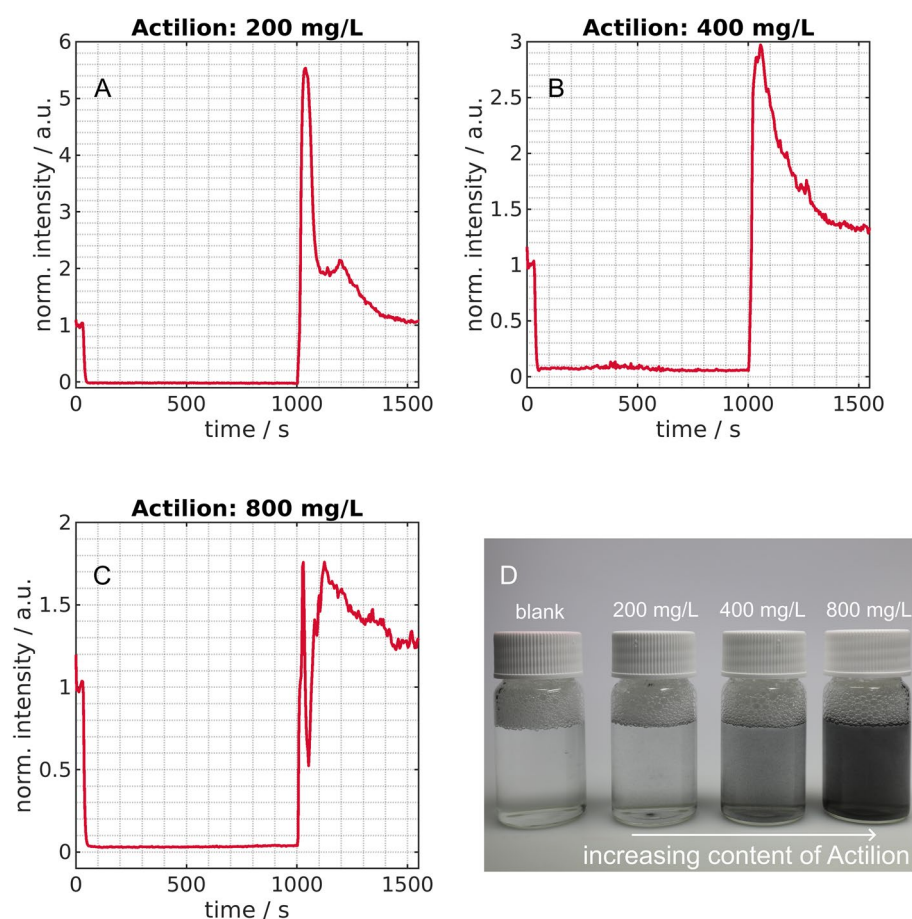 Actilion: 200 mg/L
A
norm. intensity / a.u.
6
5
4
3
2
1
0
0 500 1000 1500
time / s
Actilion: 400 mg/L
B
norm. intensity / a.u.
3
2.5
2
1.5
1
0.5
0
0 500 1000 1500
time / s
Actilion: 800 mg/L
C
norm. intensity / a.u.
2
1.5
1
0.5
0
0 500 1000 1500
time / s
D
blank 200 mg/L 400 mg/L 800 mg/L
increasing content of Actilion